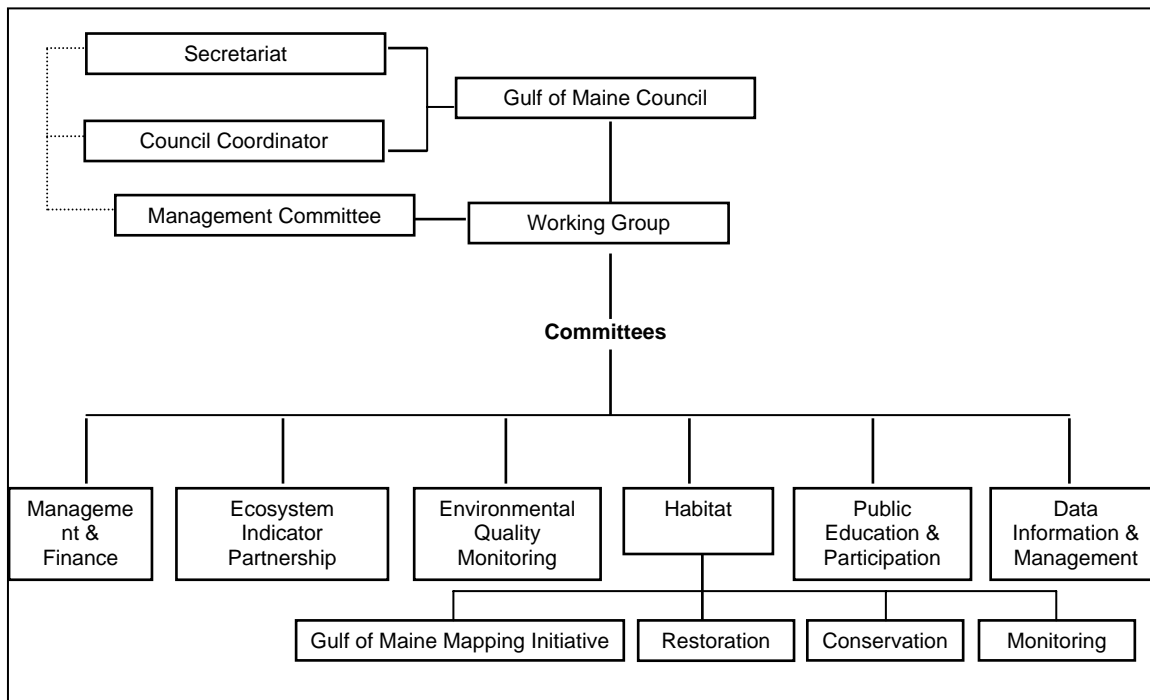 Secretariat
Gulf of Maine Council
Council Coordinator
Management Committee
Working Group
Committees
Manageme
nt &
Finance
Ecosystem
Indicator
Partnership
Environmental
Quality
Monitoring
Habitat
Public
Education &
Participation
Data
Information &
Management
Gulf of Maine Mapping Initiative
Restoration
Conservation
Monitoring